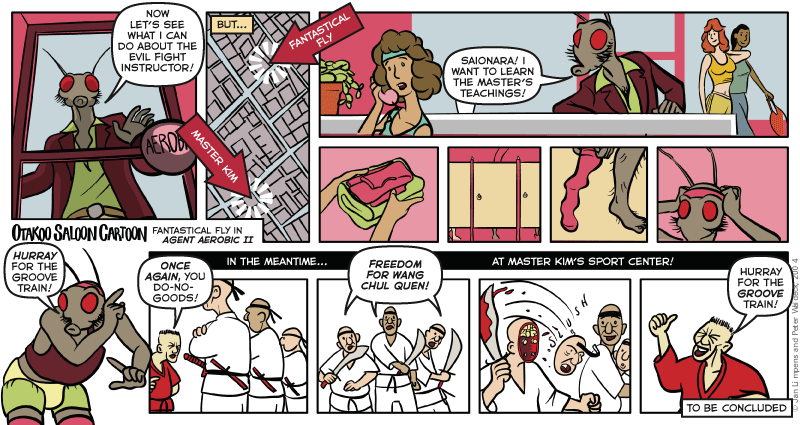 NOW
LET'S SEE
WHAT I CAN
DO ABOUT THE
EVIL FIGHT
INSTRUCTOR!
BUT...
FANTASTICAL
FLY
MASTER KIM
SAIONARA! I
WANT TO LEARN
THE MASTER'S
TEACHINGS!
OTAKOO SALOON CARTOON
FANTASTICAL FLY IN
AGENT AEROBIC II
HURRAY
FOR THE
GROOVE
TRAIN!
IN THE MEANTIME...
AT MASTER KIM'S SPORT CENTER!
ONCE
AGAIN, YOU
DO-NO-
GOODS!
FREEDOM
FOR WANG
CHUL QUEN!
SPLUSH
HURRAY
FOR THE
GROOVE
TRAIN!
TO BE CONCLUDED